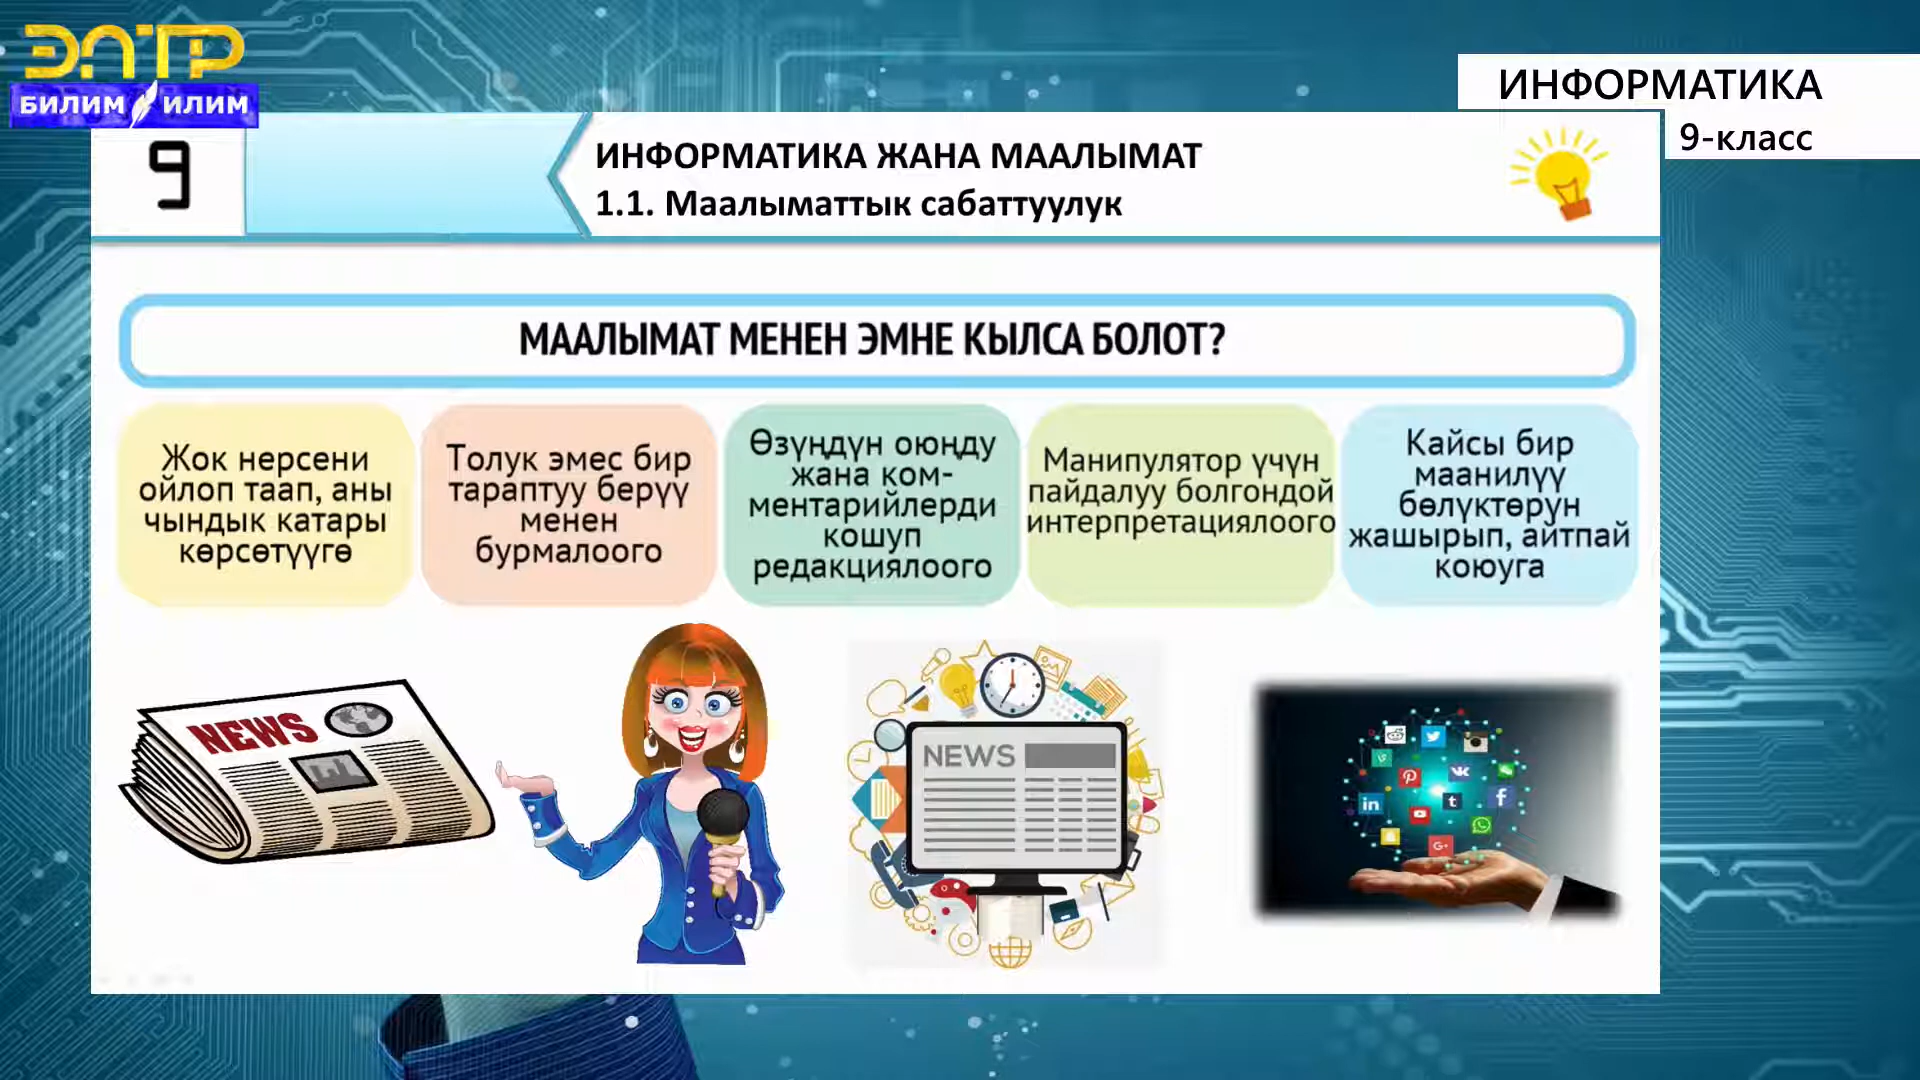 ЭЛТР
БИЛИМ ИЛИМ
ИНФОРМАТИКА
9-класс
9
ИНФОРМАТИКА ЖАНА МААЛЫМАТ
1.1. Маалыматтык сабаттуулук
МААЛЫМАТ МЕНЕН ЭМНЕ КЫЛСА БОЛОТ?
Жок нерсени
ойлоп таап, аны
чындык катары
көрсөтүүгө
Толук эмес бир
тараптуу берүү
менен
бурмалоого
Өзүңдүн оюңду
жана ком-
ментарийлерди
кошуп
редакциялоого
Манипулятор үчүн
пайдалуу болгондой
интерпретациялоого
Кайсы бир
маанилүү
бөлүктөрүн
жашырып, айтпай
коюуга
NEWS
NEWS
in
t
f
G+